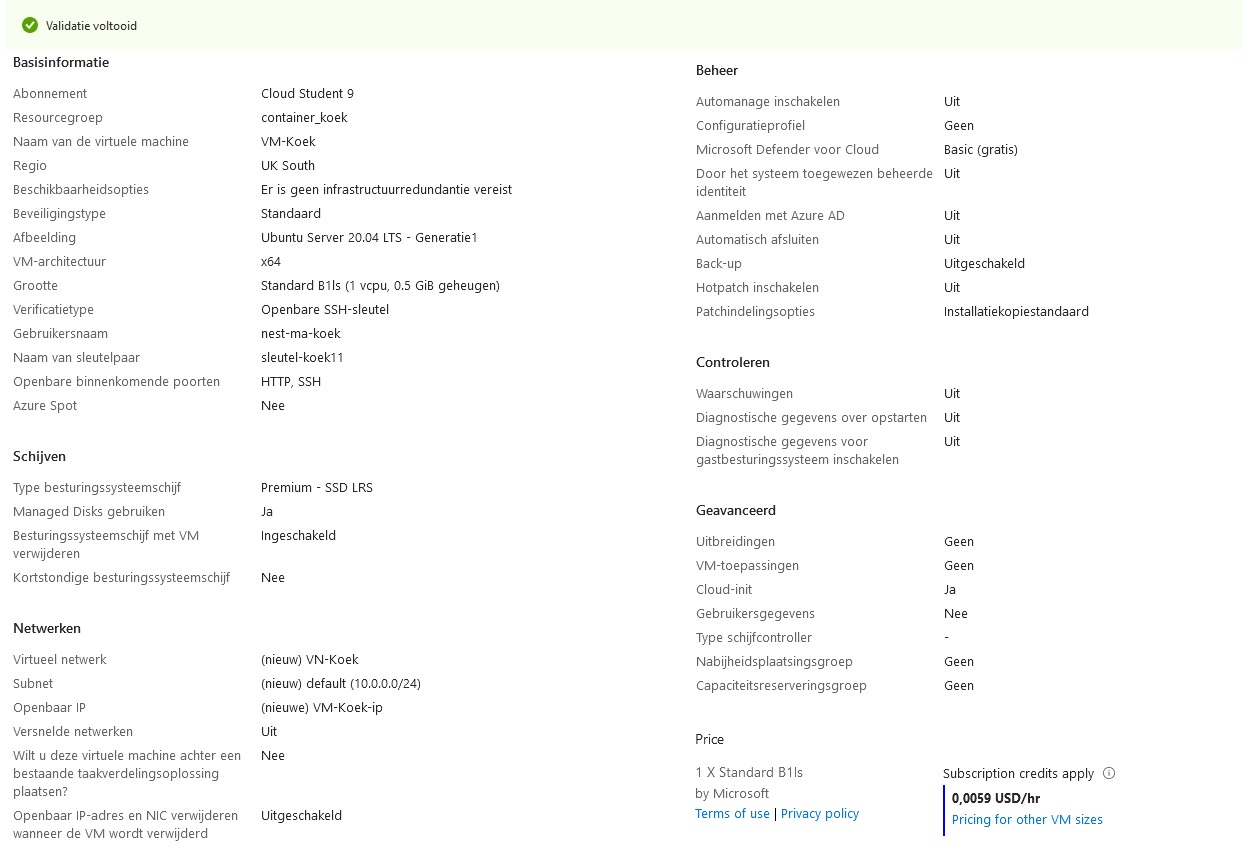 Validatie voltooid
Basisinformatie
Abonnement Cloud Student 9
Resourcegroep container_koek
Naam van de virtuele machine VM-Koek
Regio UK South
Beschikbaarheidsopties Er is geen infrastructuurredundantie vereist
Beveiligingstype Standaard
Afbeelding Ubuntu Server 20.04 LTS - Generatie1
VM-architectuur x64
Grootte Standard B1ls (1 vcpu, 0.5 GiB geheugen)
Verificatietype Openbare SSH-sleutel
Gebruikersnaam nest-ma-koek
Naam van sleutelpaar sleutel-koek11
Openbare binnenkomende poorten HTTP, SSH
Azure Spot Nee
Schijven
Type besturingssysteemschijf Premium - SSD LRS
Managed Disks gebruiken Ja
Besturingssysteemschijf met VM Ingeschakeld
verwijderen
Kortstondige besturingssysteemschijf Nee
Netwerken
Virtueel netwerk (nieuw) VN-Koek
Subnet (nieuw) default (10.0.0.0/24)
Openbaar IP (nieuwe) VM-Koek-ip
Versnelde netwerken Uit
Wilt u deze virtuele machine achter een Nee
bestaande taakverdelingsoplossing
plaatsen?
Openbaar IP-adres en NIC verwijderen Uitgeschakeld
wanneer de VM wordt verwijderd
Beheer
Automanage inschakelen Uit
Configuratieprofiel Geen
Microsoft Defender voor Cloud Basic (gratis)
Door het systeem toegewezen beheerde Uit
identiteit
Aanmelden met Azure AD Uit
Automatisch afsluiten Uit
Back-up Uitgeschakeld
Hotpatch inschakelen Uit
Patchindelingsopties Installatiekopiestandaard
Controleren
Waarschuwingen Uit
Diagnostische gegevens over opstarten Uit
Diagnostische gegevens voor Uit
gastbesturingssysteem inschakelen
Geavanceerd
Uitbreidingen Geen
VM-toepassingen Geen
Cloud-init Ja
Gebruikersgegevens Nee
Type schijfcontroller -
Nabijheidsplaatsingsgroep Geen
Capaciteitsreserveringsgroep Geen
Price
1 X Standard B1ls Subscription credits apply
by Microsoft 0,0059 USD/hr
Terms of use | Privacy policy Pricing for other VM sizes